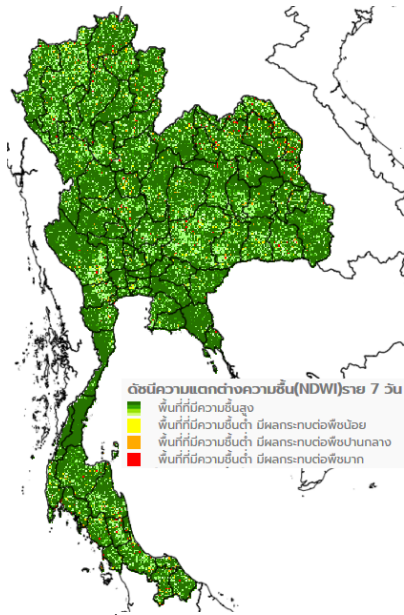 ดัชนีความแตกต่างความชื้น(NDWI)ราย 7 วัน
พื้นที่ที่มีความชื้นสูง
พื้นที่ที่มีความชื้นต่ำ มีผลกระทบต่อพืชน้อย
พื้นที่ที่มีความชื้นต่ำ มีผลกระทบต่อพืชปานกลาง
พื้นที่ที่มีความชื้นต่ำ มีผลกระทบต่อพืชมาก